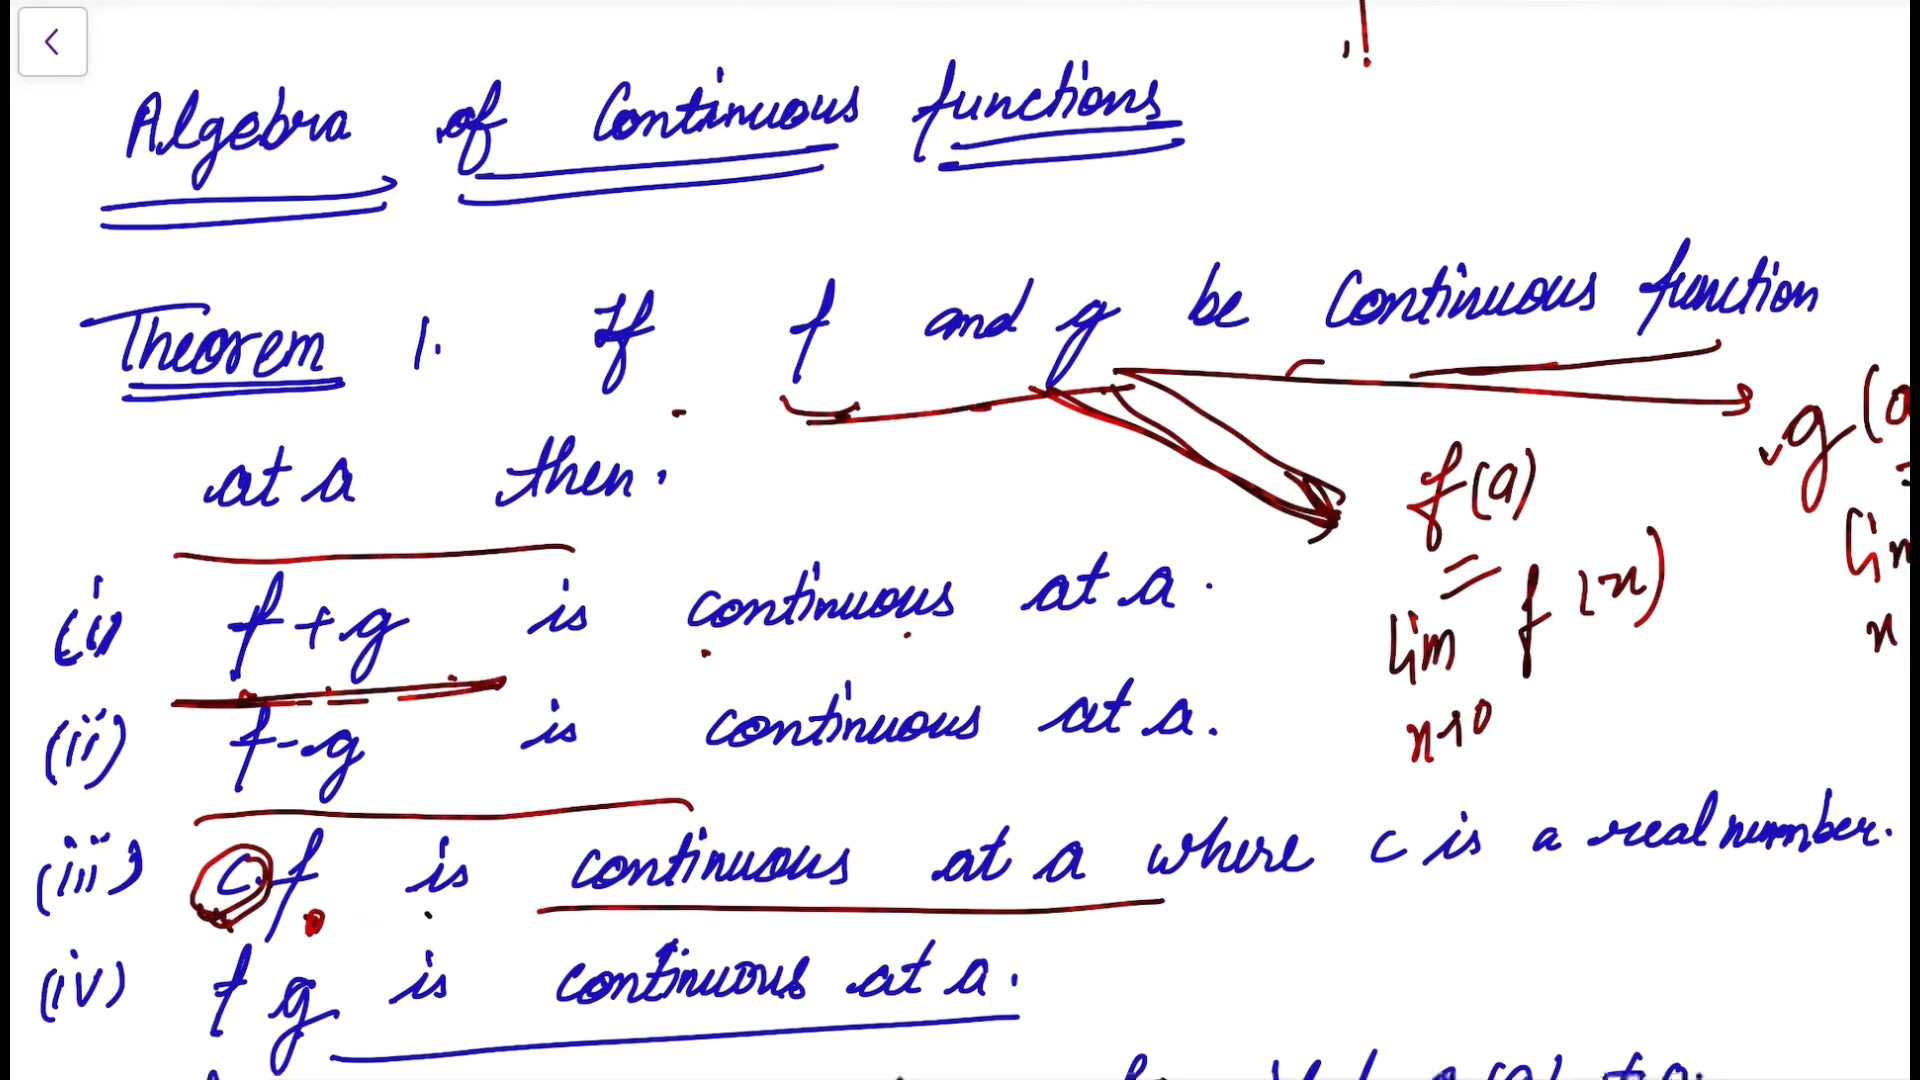 Algebra of Continuous functions
Theorem 1. If f and g be continuous function
at a then.
f(a)
=
lim f(x)
g(a
lim
x
(i) f+g is continuous at a.
(ii) f-g is continuous at a.
(iii) c.f is continuous at a where c is a real number.
(iv) fg is continuous at a.